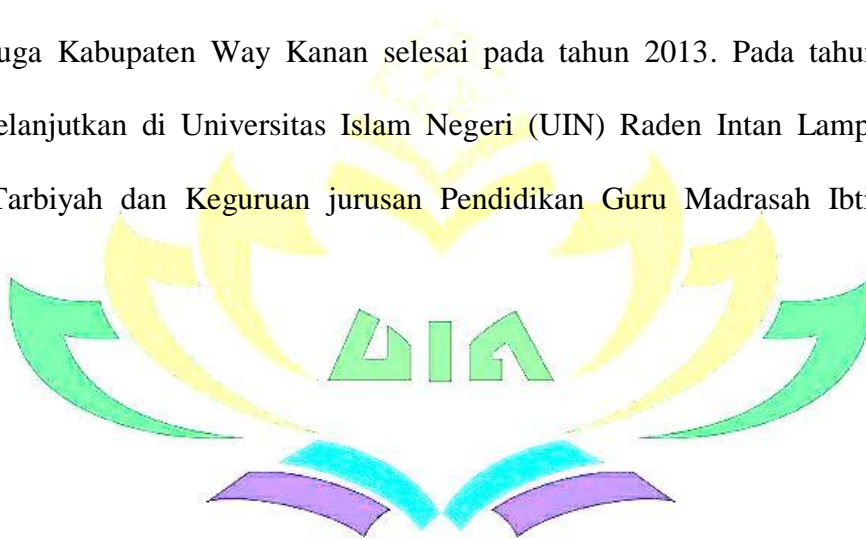 uga Kabupaten Way Kanan selesai pada tahun 2013. Pada tahu
elanjutkan di Universitas Islam Negeri (UIN) Raden Intan Lamp
Tarbiyah dan Keguruan jurusan Pendidikan Guru Madrasah Ibti
UIN